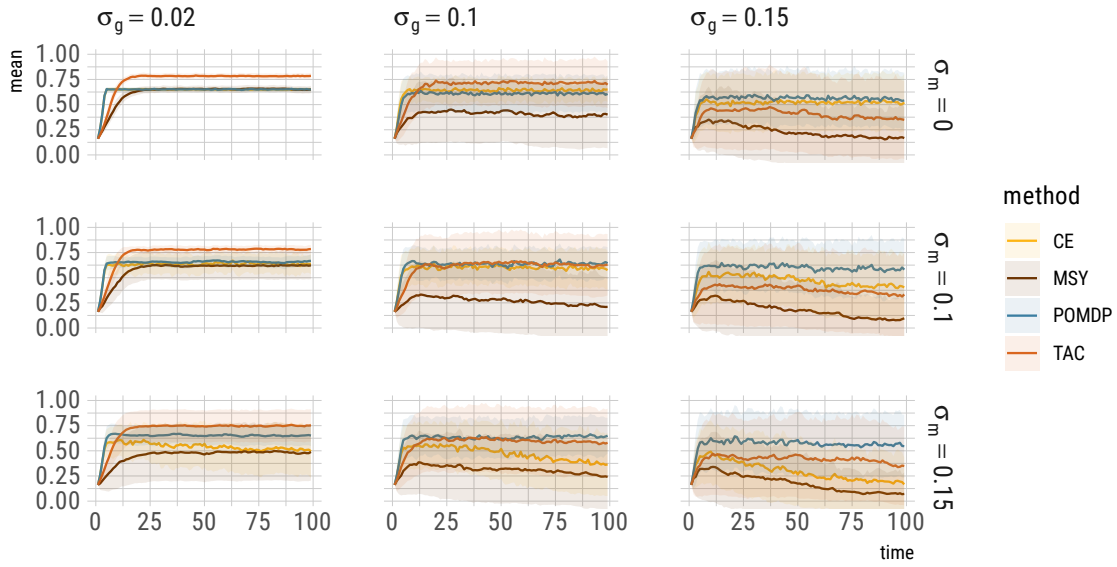 σg = 0.02
σg = 0.1
σg = 0.15
mean
1.00
0.75
0.50
0.25
0.00
σm = 0
1.00
0.75
0.50
0.25
0.00
σm = 0.1
1.00
0.75
0.50
0.25
0.00
σm = 0.15
0 25 50 75 100
0 25 50 75 100
0 25 50 75 100
time
method
CE
MSY
POMDP
TAC